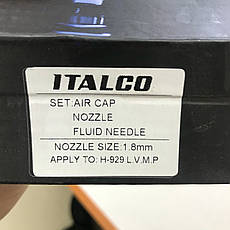 ITALCO
SET:AIR CAP
NOZZLE
FLUID NEEDLE
NOZZLE SIZE:1.8mm
APPLY TO: H-929 L.V.M.P